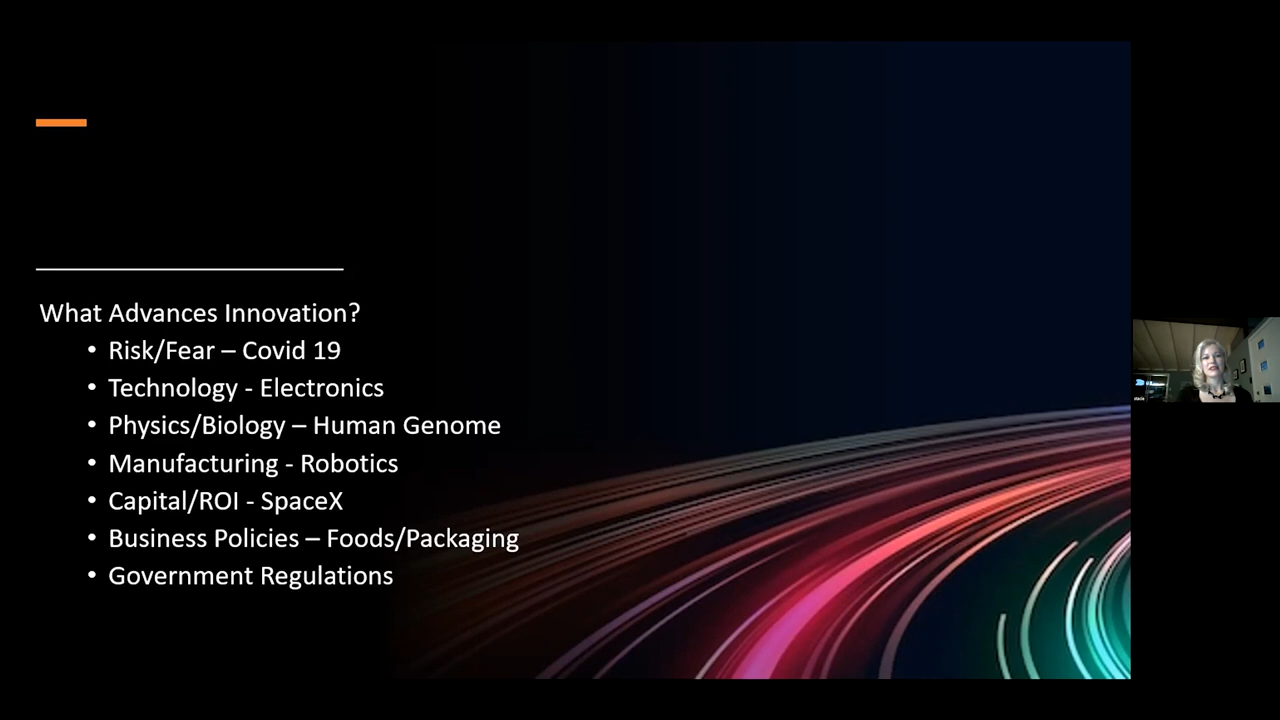 What Advances Innovation?
• Risk/Fear – Covid 19
• Technology - Electronics
• Physics/Biology – Human Genome
• Manufacturing - Robotics
• Capital/ROI - SpaceX
• Business Policies – Foods/Packaging
• Government Regulations